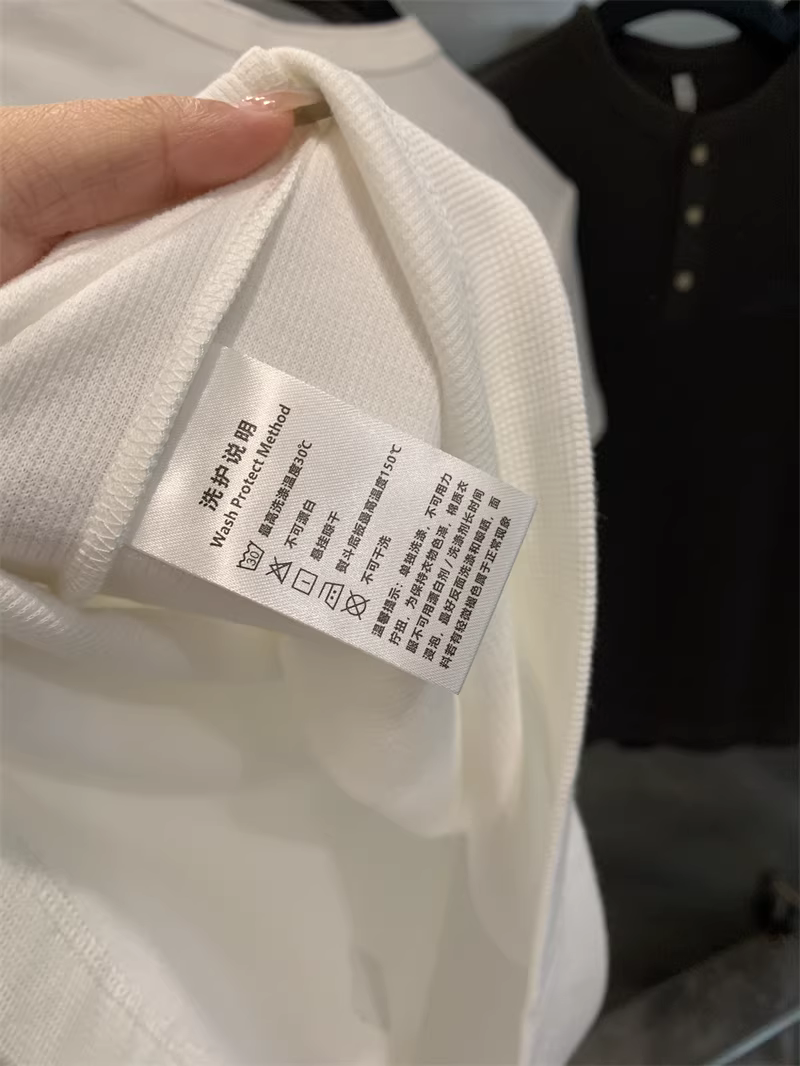 洗护说明
Wash Protect Method
30 最高洗涤温度30℃
不可漂白
悬挂晾干
熨斗底板最高温度150℃
不可干洗
温馨提示：单独洗涤，不可用力
拧扭，为保持衣物色泽，棉质衣
服不可用漂白剂/洗涤剂长时间
浸泡，最好反面洗涤和晾晒，面
料若有轻微褪色属于正常现象